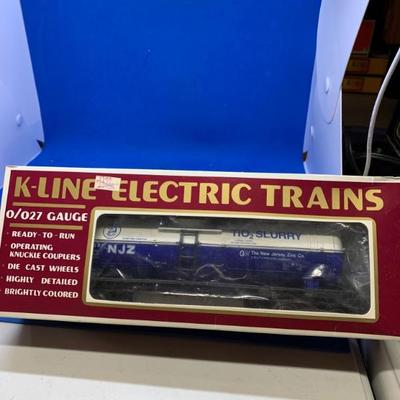 K-LINE ELECTRIC TRAINS
O/O27 GAUGE
· READY-TO-RUN
· OPERATING
KNUCKLE COUPLERS
· DIE CAST WHEELS
· HIGHLY DETAILED
· BRIGHTLY COLORED
TiO2 SLURRY
NJZ
The New Jersey Zinc Co.